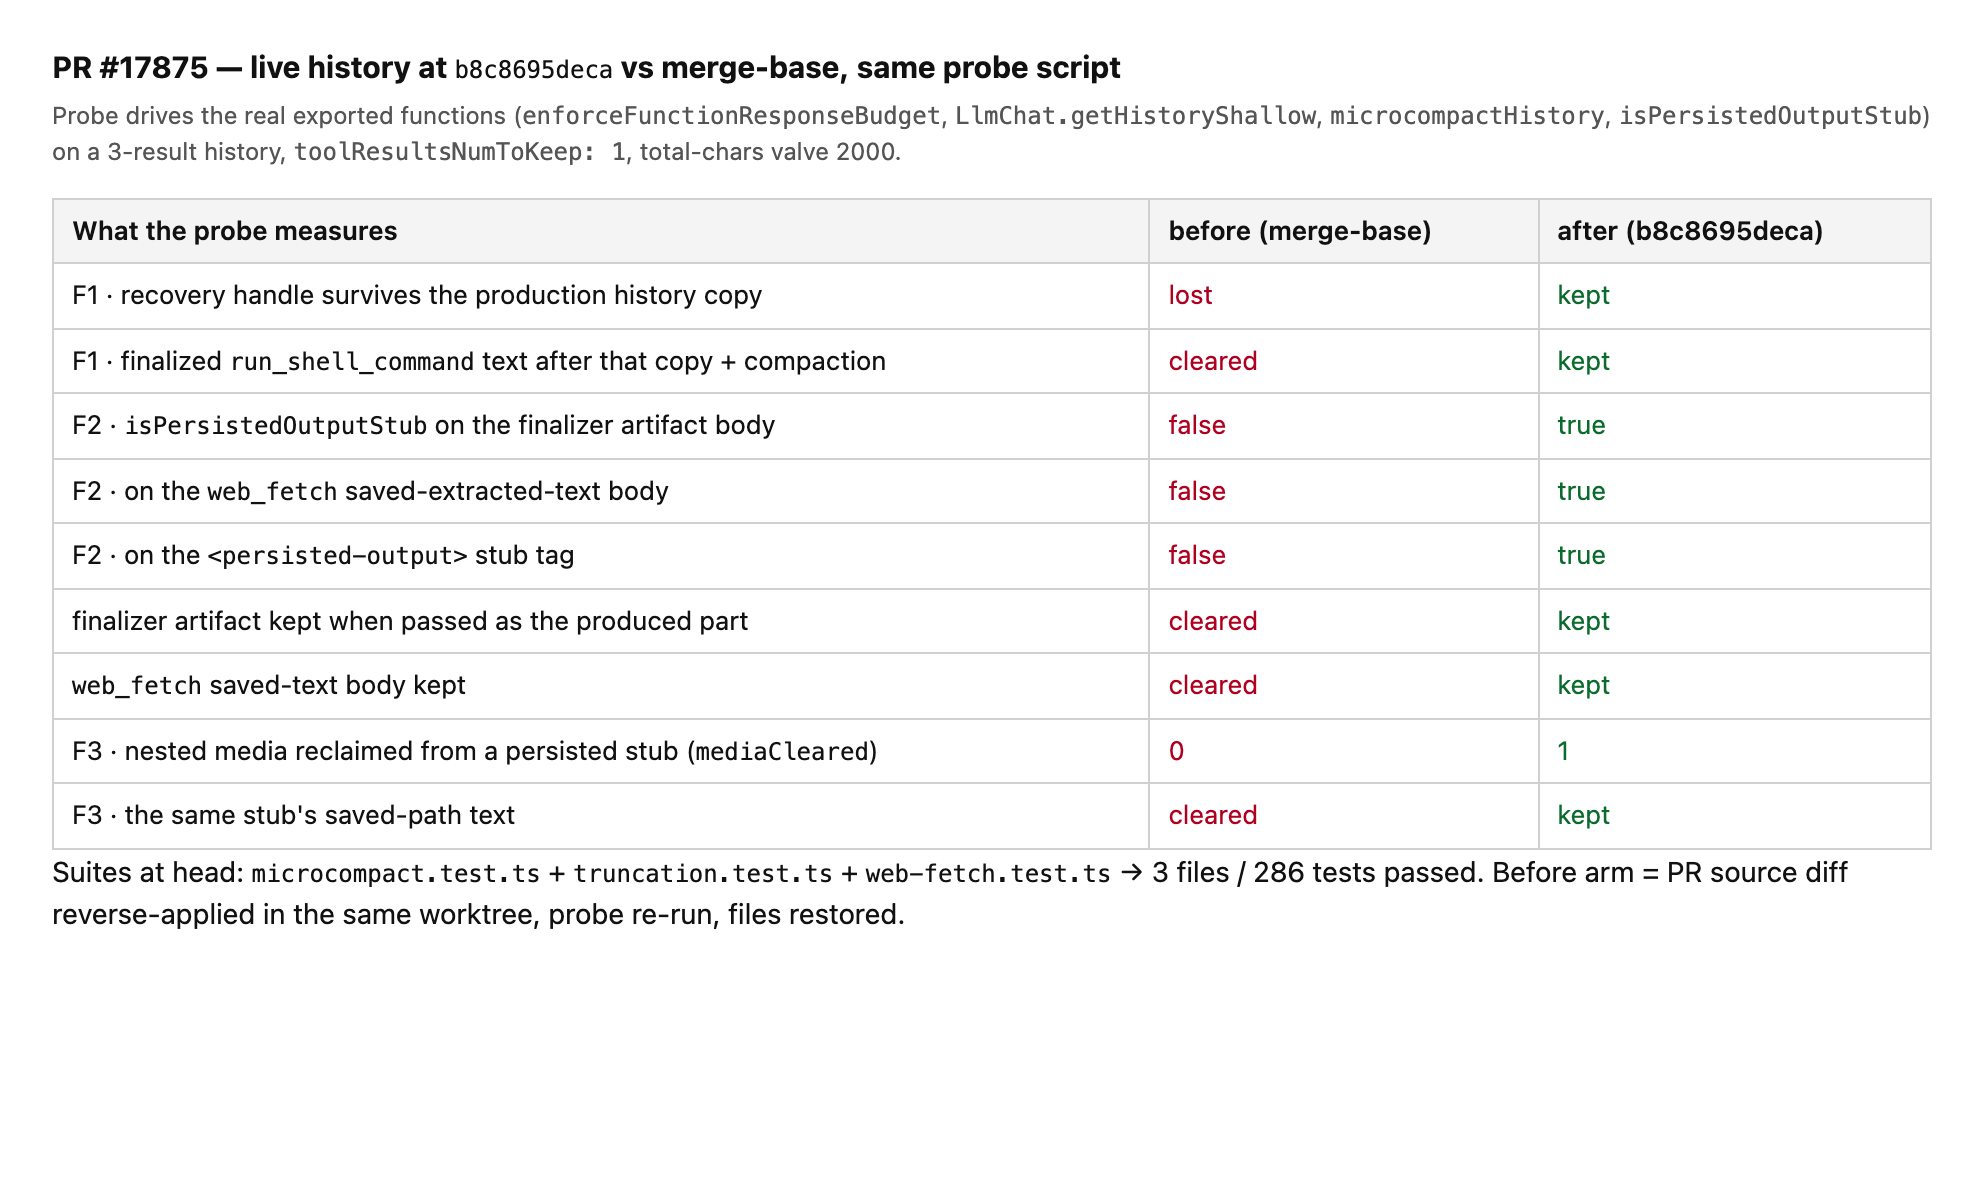 PR #17875 — live history at b8c8695deca vs merge-base, same probe script
Probe drives the real exported functions (enforceFunctionResponseBudget, LlmChat.getHistoryShallow, microcompactHistory, isPersistedOutputStub)
on a 3-result history, toolResultsNumToKeep: 1, total-chars valve 2000.
What the probe measures before (merge-base) after (b8c8695deca)
F1 · recovery handle survives the production history copy lost kept
F1 · finalized run_shell_command text after that copy + compaction cleared kept
F2 · isPersistedOutputStub on the finalizer artifact body false true
F2 · on the web_fetch saved-extracted-text body false true
F2 · on the <persisted-output> stub tag false true
finalizer artifact kept when passed as the produced part cleared kept
web_fetch saved-text body kept cleared kept
F3 · nested media reclaimed from a persisted stub (mediaCleared) 0 1
F3 · the same stub's saved-path text cleared kept
Suites at head: microcompact.test.ts + truncation.test.ts + web-fetch.test.ts → 3 files / 286 tests passed. Before arm = PR source diff
reverse-applied in the same worktree, probe re-run, files restored.